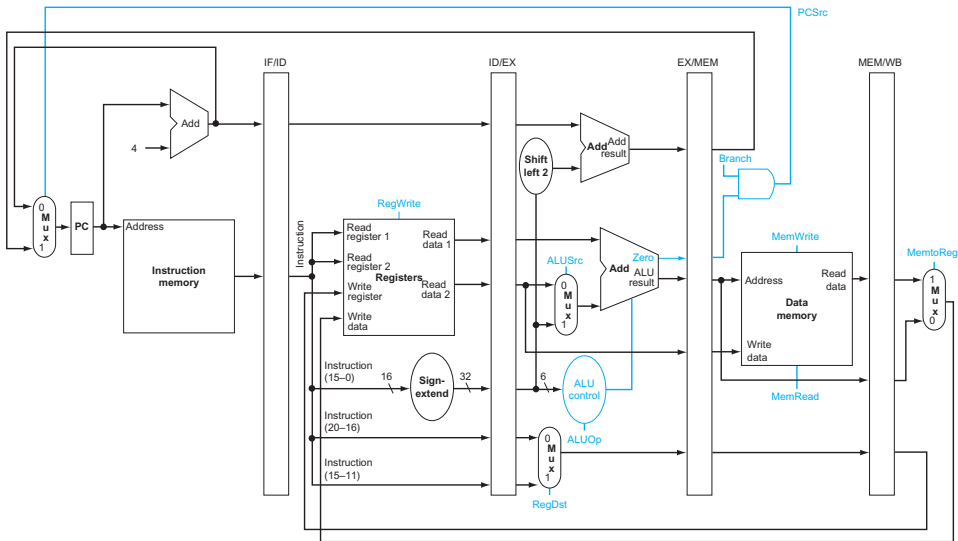 PCSrc
IF/ID
ID/EX
EX/MEM
MEM/WB
Add
4
Add
Add
result
Shift
left 2
Branch
0
M
u
x
1
PC
Address
Instruction
memory
Instruction
RegWrite
Read
register 1
Read
register 2
Registers
Write
register
Write
data
Read
data 1
Read
data 2
ALUSrc
0
M
u
x
1
Add
Zero
ALU
result
MemWrite
Address
Read
data
Data
memory
Write
data
MemRead
MemtoReg
1
M
u
x
0
Instruction
(15–0)
16
Sign-
extend
32
6
ALU
control
ALUOp
Instruction
(20–16)
Instruction
(15–11)
0
M
u
x
1
RegDst